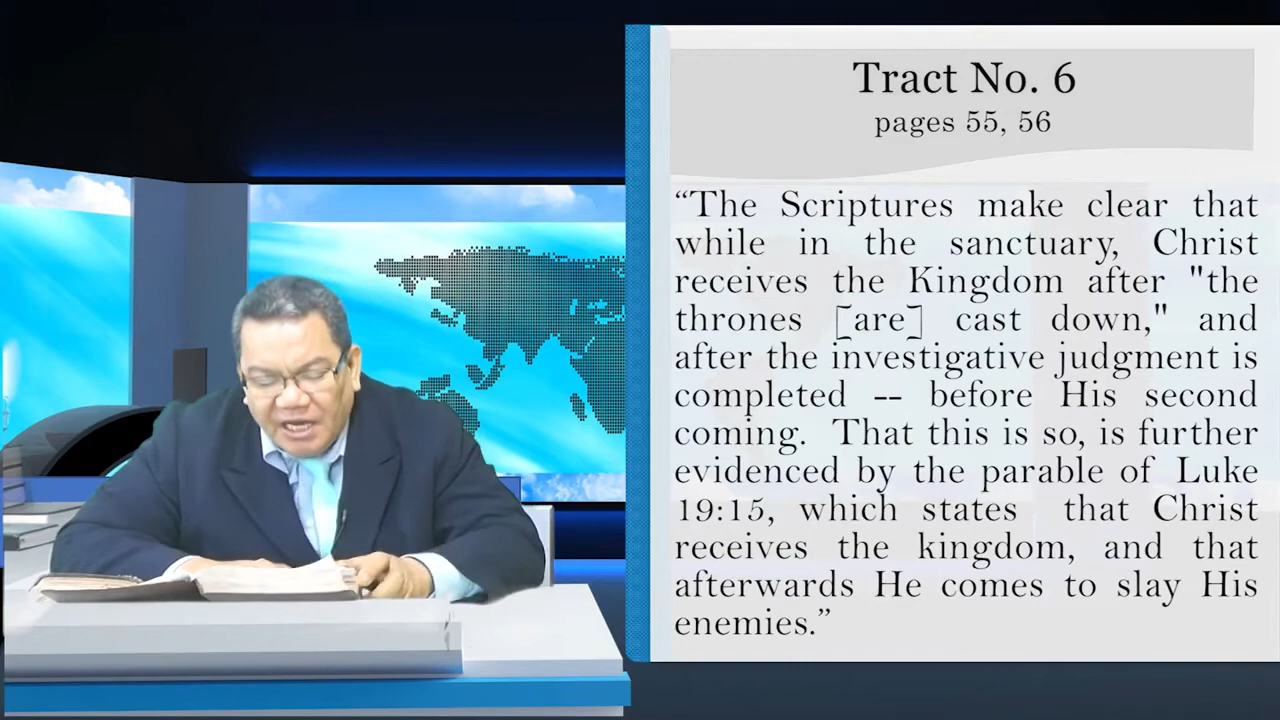 Tract No. 6
pages 55, 56
“The Scriptures make clear that
while in the sanctuary, Christ
receives the Kingdom after "the
thrones [are] cast down," and
after the investigative judgment is
completed -- before His second
coming. That this is so, is further
evidenced by the parable of Luke
19:15, which states that Christ
receives the kingdom, and that
afterwards He comes to slay His
enemies.”